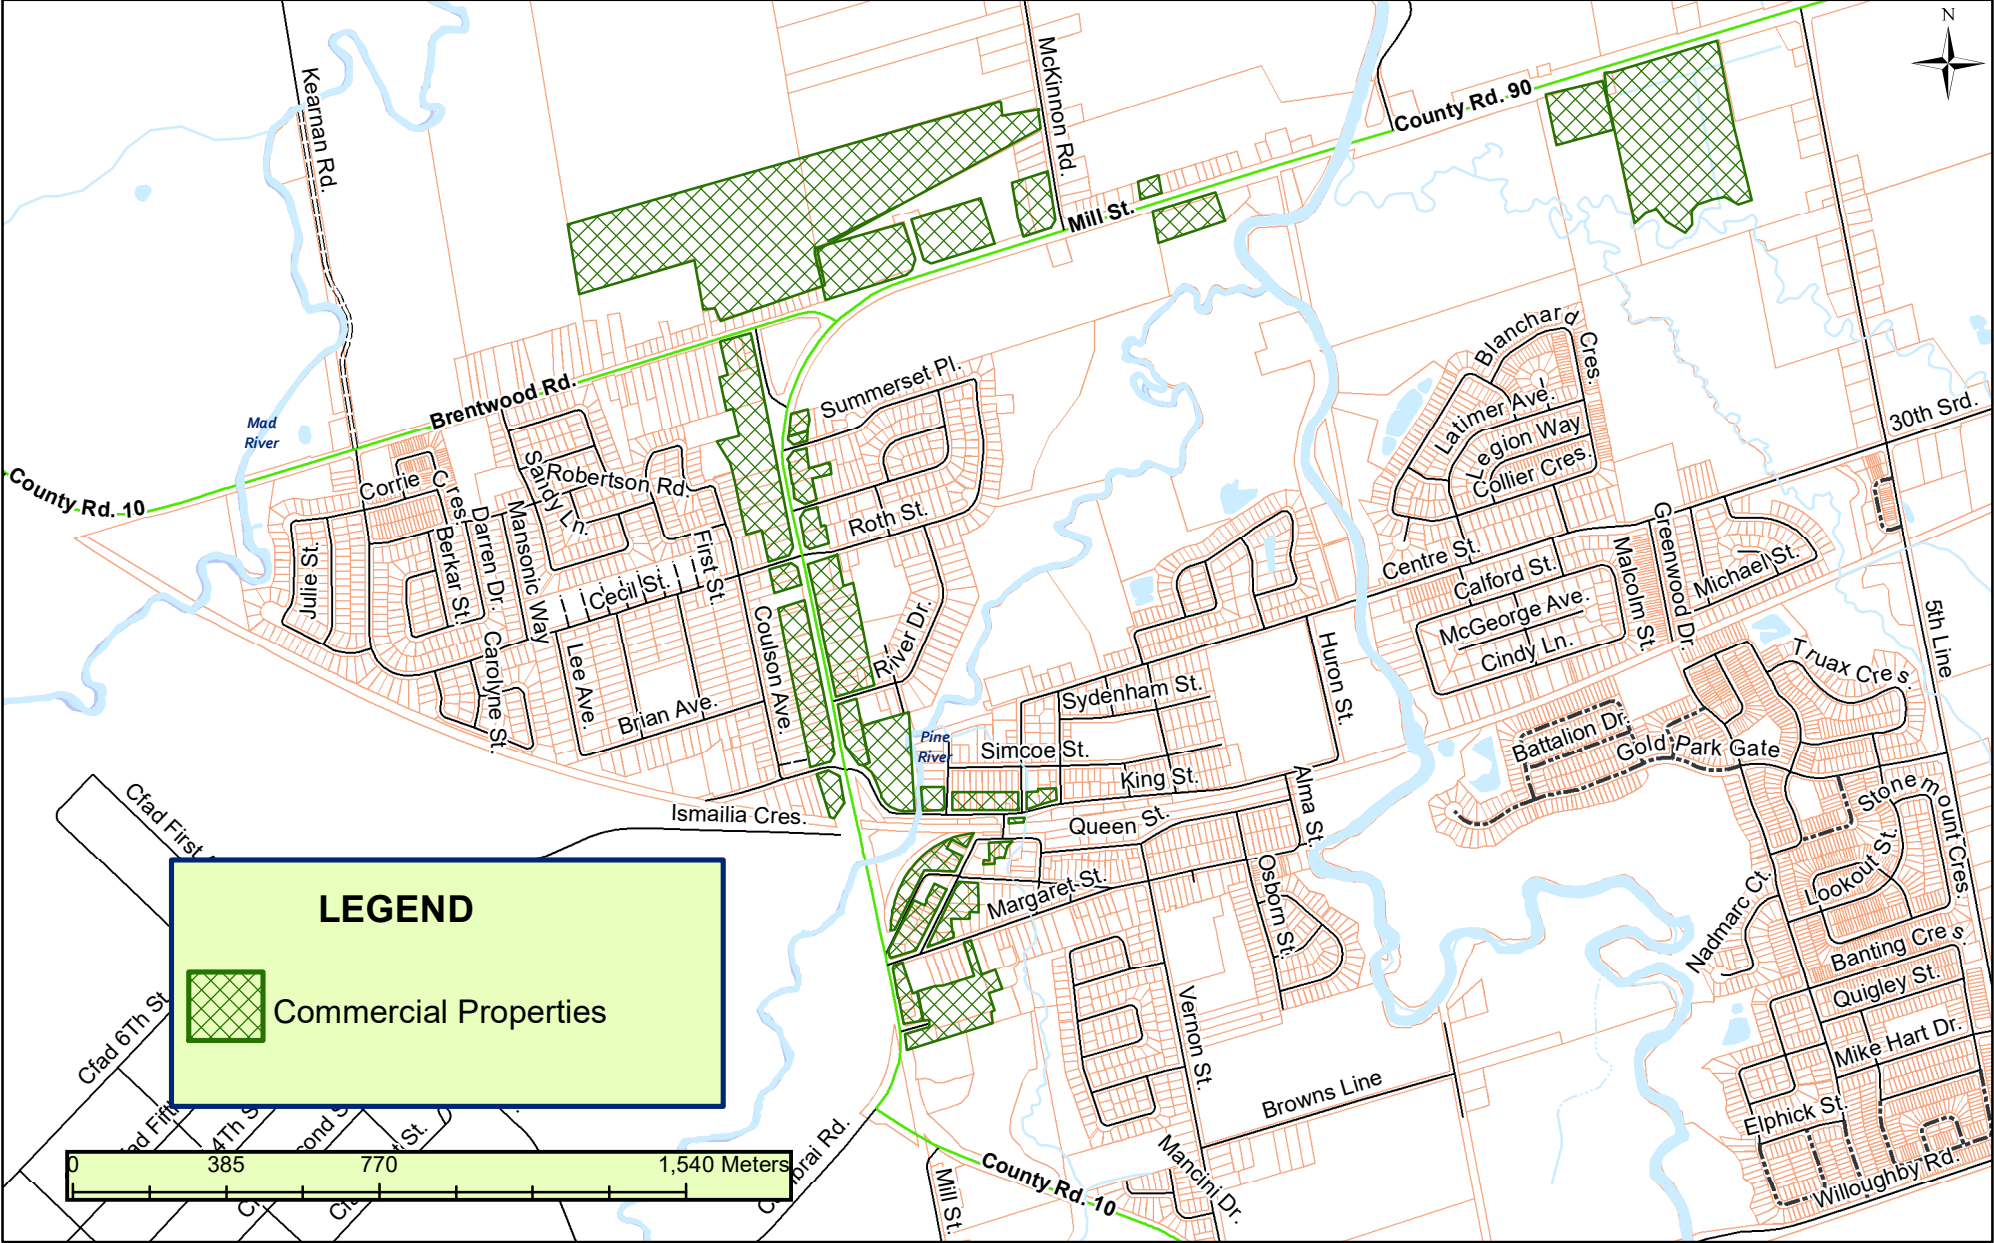 N
Kearnan Rd.
McKinnon Rd.
County Rd. 90
Mill St.
Blanchard
Cres.
Summerset Pl.
Brentwood Rd.
Latimer Ave.
Legion Way
Collier Cres.
30th Srd.
Mad
River
County Rd. 10
Corrie
Cres.
Sandy Ln.
Robertson Rd.
Roth St.
Darren Dr.
Mansonic Way
Berkar St.
First St.
Julie St.
Cecil St.
Centre St.
Calford St.
McGeorge Ave.
Cindy Ln.
Malcolm St.
Greenwood Dr.
Michael St.
5th Line
Carolyne St.
Lee Ave.
Brian Ave.
Coulson Ave.
River Dr.
Huron St.
Sydenham St.
Truax Cres.
Battalion Dr.
Gold Park Gate
Pine
River
Simcoe St.
King St.
Alma St.
Queen St.
Stonemount Cres.
Ismailia Cres.
Cfad First
Lookout St.
Margaret St.
Osborn St.
Nadmarc Ct.
Banting Cres.
Quigley St.
Mike Hart Dr.
Vernon St.
Browns Line
Elphick St.
Willoughby Rd.
LEGEND
Commercial Properties
Cfad 6Th St
ad Fifth
4Th S
cond S
St.
0
385
770
1,540 Meters
brai Rd.
Mill St.
County Rd. 10
Mancini Dr.